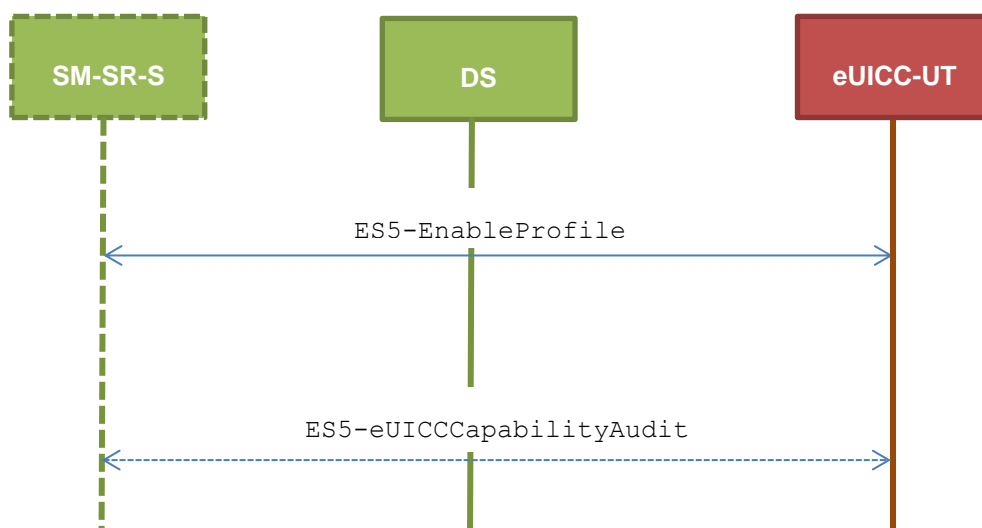 SM-SR-S
DS
eUICC-UT
ES5-EnableProfile
ES5-eUICCCapabilityAudit